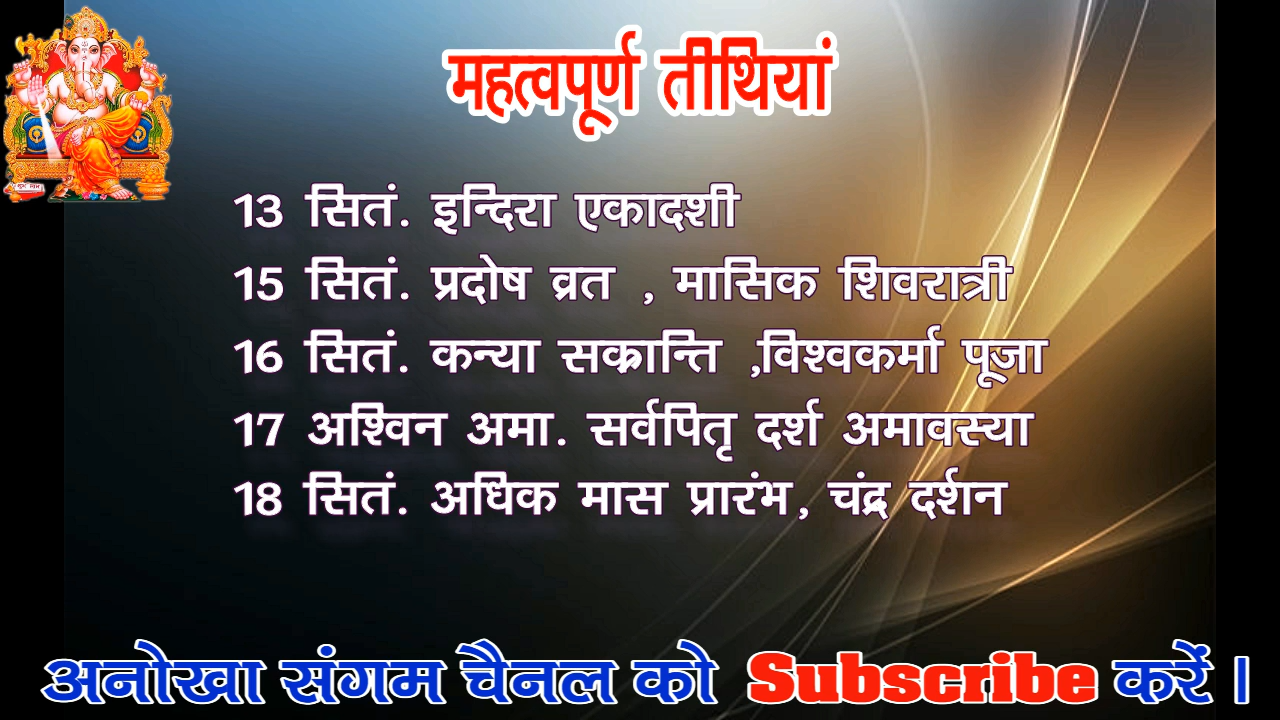 महत्वपूर्ण तीथियां
13 सितं. इन्दिरा एकादशी
15 सितं. प्रदोष व्रत , मासिक शिवरात्री
16 सितं. कन्या सक्रान्ति ,विश्वकर्मा पूजा
17 अश्विन अमा. सर्वपितृ दर्श अमावस्या
18 सितं. अधिक मास प्रारंभ, चंद्र दर्शन
अनोखा संगम चैनल को Subscribe करें ।